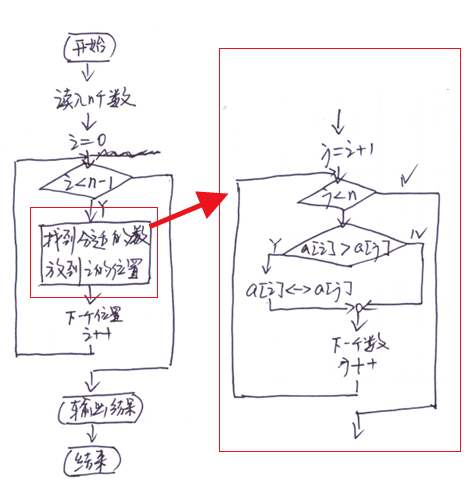 开始
读入n个数
i=0
i<n-1
Y
找到合适的数
放到i的位置
下一个位置
i++
输出结果
结束
j=i+1
j<n
N
a[i]>a[j]
Y
N
a[i]<->a[j]
下一个数
j++